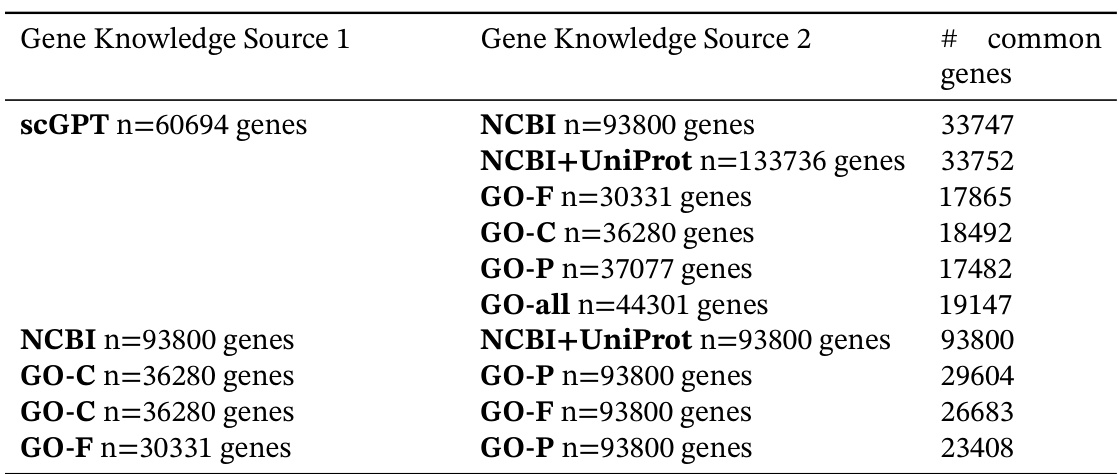 Gene Knowledge Source 1 Gene Knowledge Source 2 # common genes
scGPT n=60694 genes NCBI n=93800 genes 33747
NCBI+UniProt n=133736 genes 33752
GO-F n=30331 genes 17865
GO-C n=36280 genes 18492
GO-P n=37077 genes 17482
GO-all n=44301 genes 19147
NCBI n=93800 genes NCBI+UniProt n=93800 genes 93800
GO-C n=36280 genes GO-P n=93800 genes 29604
GO-C n=36280 genes GO-F n=93800 genes 26683
GO-F n=30331 genes GO-P n=93800 genes 23408